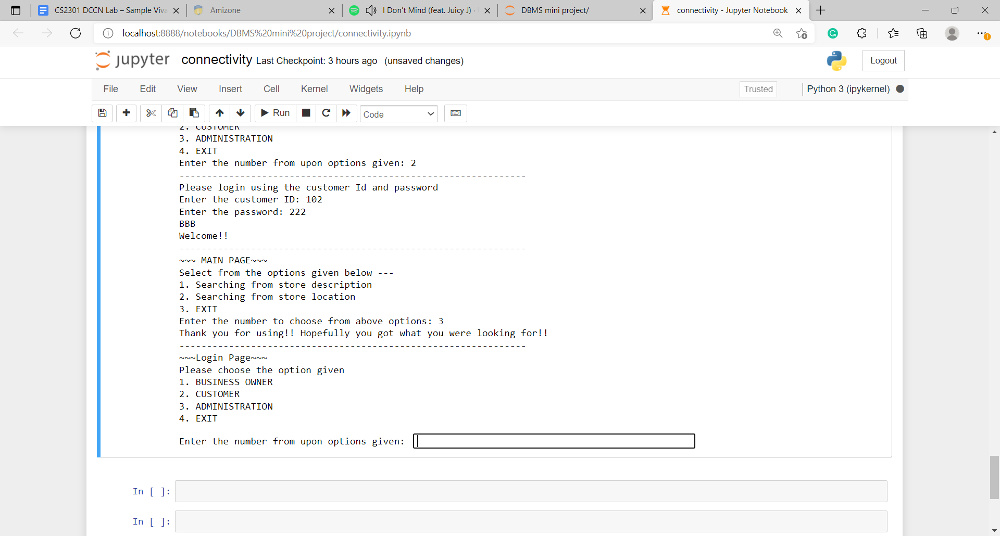 CS2301 DCCN Lab – Sample Viva
Amizone
I Don't Mind (feat. Juicy J) ·
DBMS mini project/
connectivity - Jupyter Notebook
localhost:8888/notebooks/DBMS%20mini%20project/connectivity.ipynb
jupyter connectivity Last Checkpoint: 3 hours ago (unsaved changes)
Logout
File Edit View Insert Cell Kernel Widgets Help
Trusted
Python 3 (ipykernel)
Run
Code
2. CUSTOMER
3. ADMINISTRATION
4. EXIT
Enter the number from upon options given: 2
---------------------------------------------------------------
Please login using the customer Id and password
Enter the customer ID: 102
Enter the password: 222
BBB
Welcome!!
---------------------------------------------------------------
~~~ MAIN PAGE~~~
Select from the options given below ---
1. Searching from store description
2. Searching from store location
3. EXIT
Enter the number to choose from above options: 3
Thank you for using!! Hopefully you got what you were looking for!!
---------------------------------------------------------------
~~~Login Page~~~
Please choose the option given
1. BUSINESS OWNER
2. CUSTOMER
3. ADMINISTRATION
4. EXIT
Enter the number from upon options given:
In [ ]:
In [ ]: